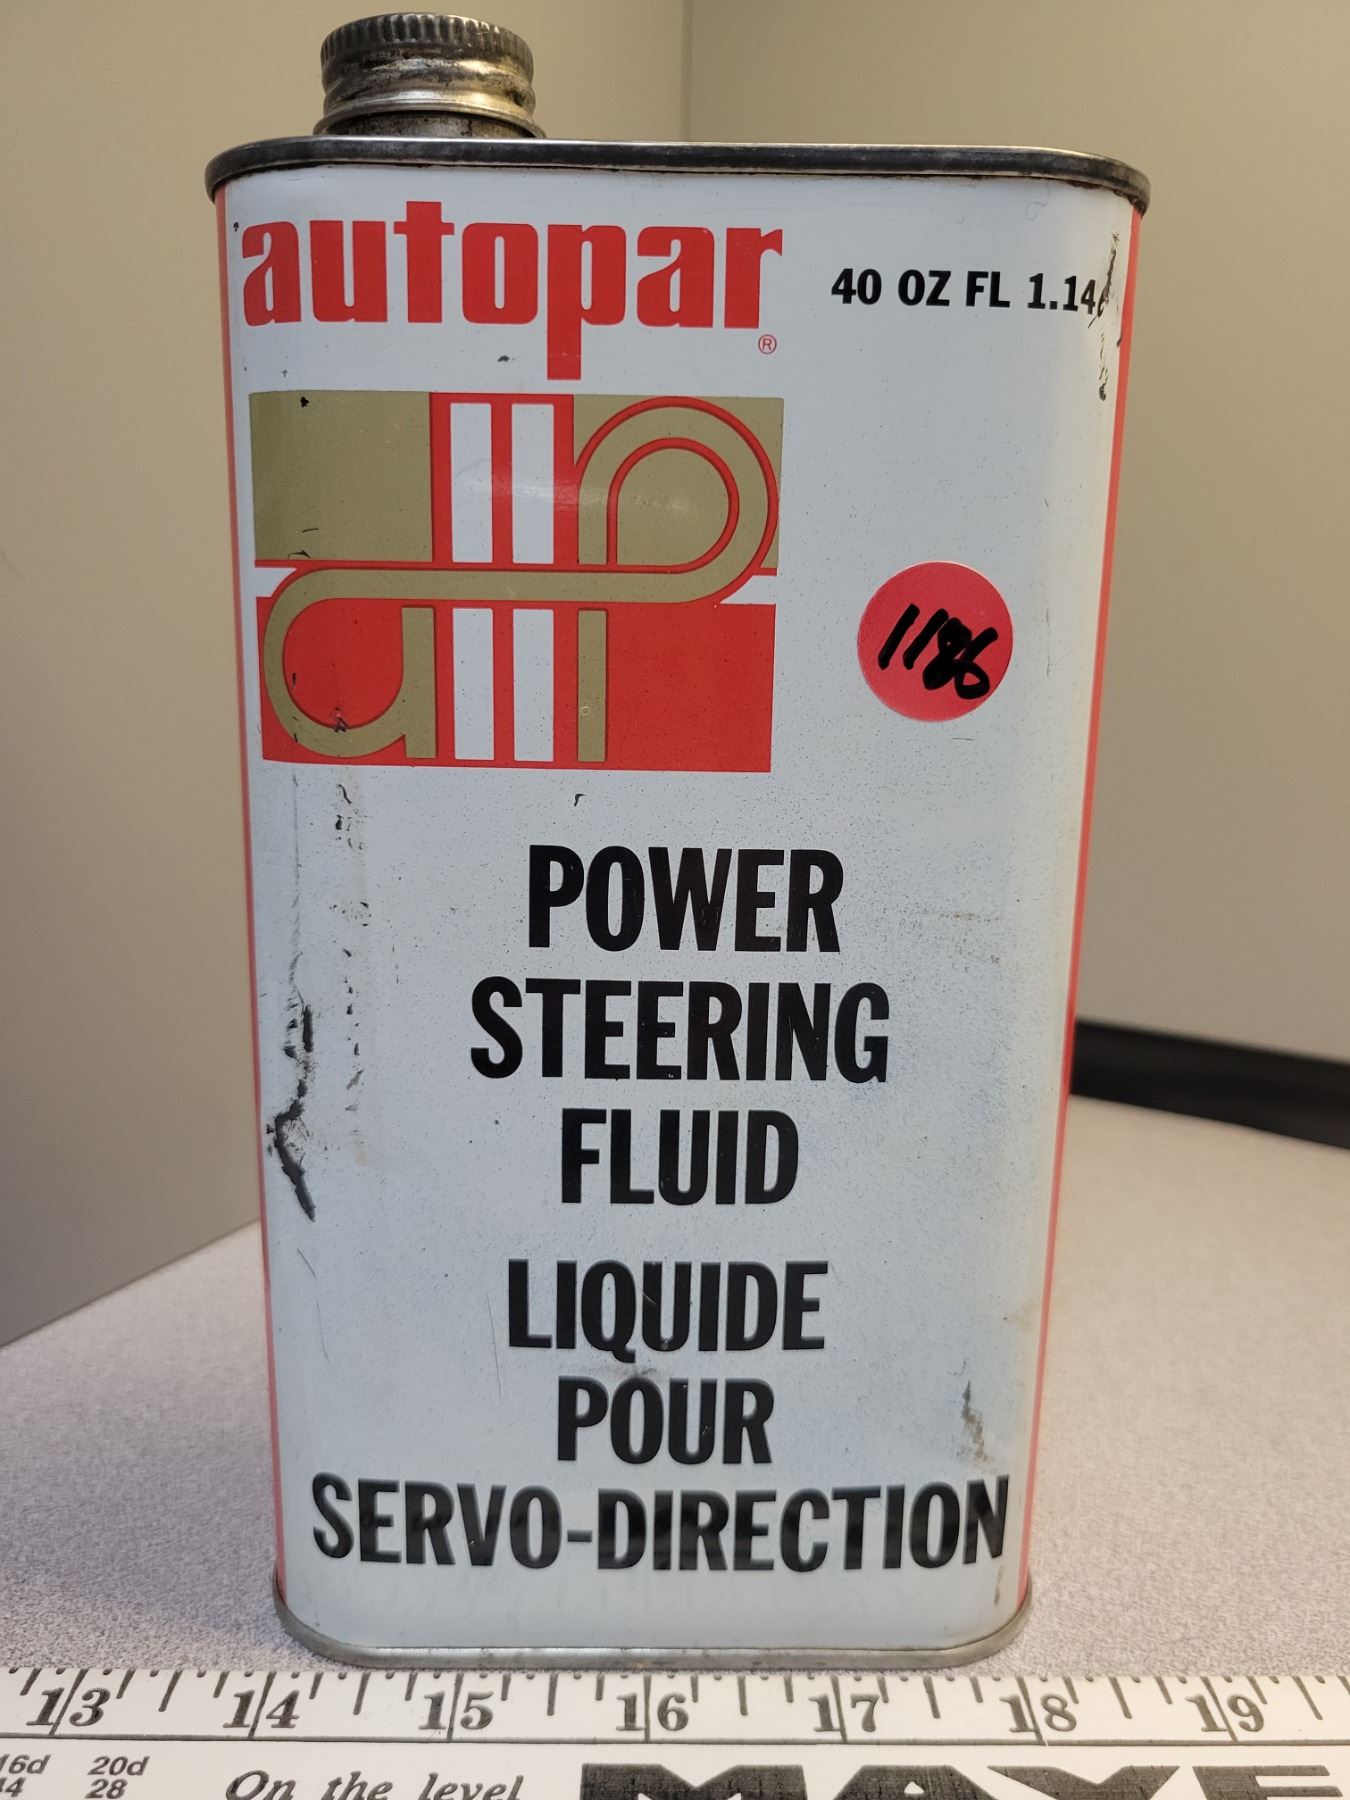 autopar
®
40 OZ FL 1.14
1186
POWER
STEERING
FLUID
LIQUIDE
POUR
SERVO-DIRECTION
13 14 15 16 17 18 19
16d 20d
28
On the level